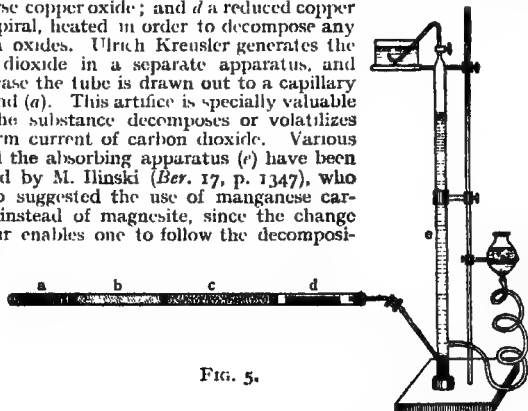 rse copper oxide; and d a reduced copper
piral, heated in order to decompose any
oxides. Ulrich Kreusler generates the
dioxide in a separate apparatus, and
ase the tube is drawn out to a capillary
nd (a). This artifice is specially valuable
he substance decomposes or volatilizes
rm current of carbon dioxide. Various
the absorbing apparatus (e) have been
d by M. Ilinski (Ber. 17, p. 1347), who
o suggested the use of manganese car-
instead of magnesite, since the change
ur enables one to follow the decomposi-
e
a b c d
FIG. 5.